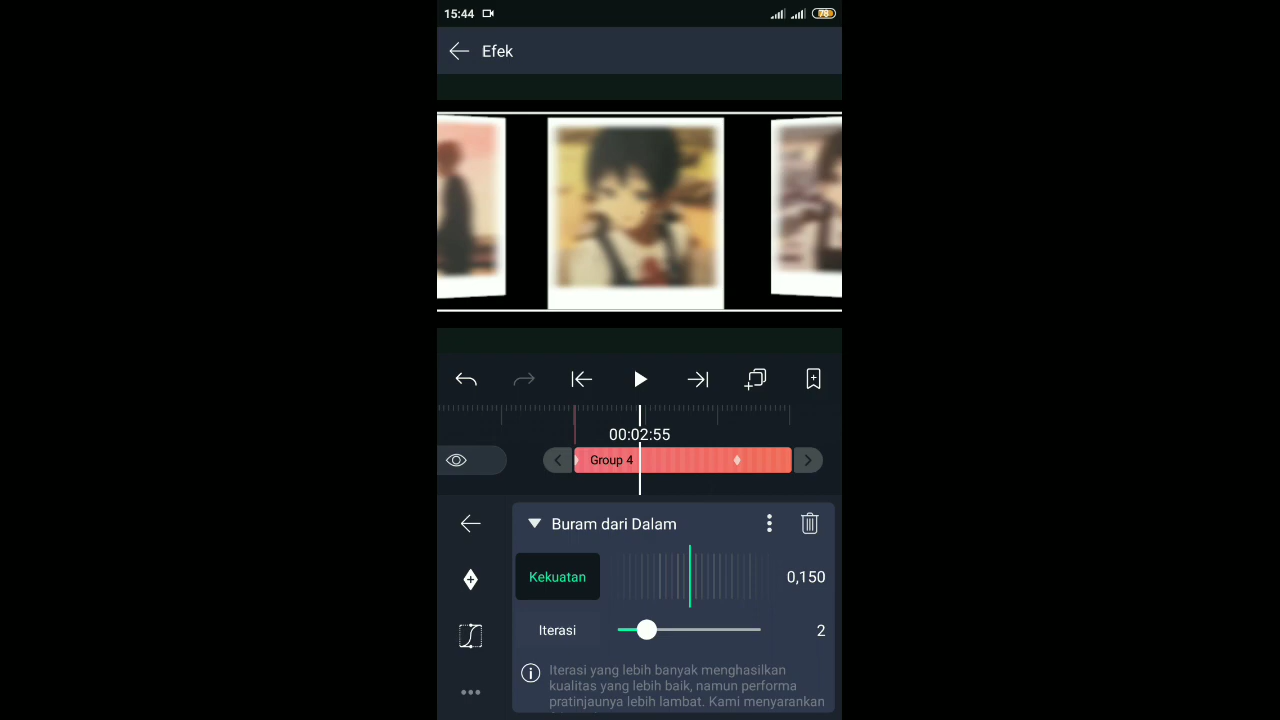 15:44
78
Efek
00:02:55
Group 4
Buram dari Dalam
Kekuatan
0,150
Iterasi
2
Iterasi yang lebih banyak menghasilkan
kualitas yang lebih baik, namun performa
pratinjaunya lebih lambat. Kami menyarankan